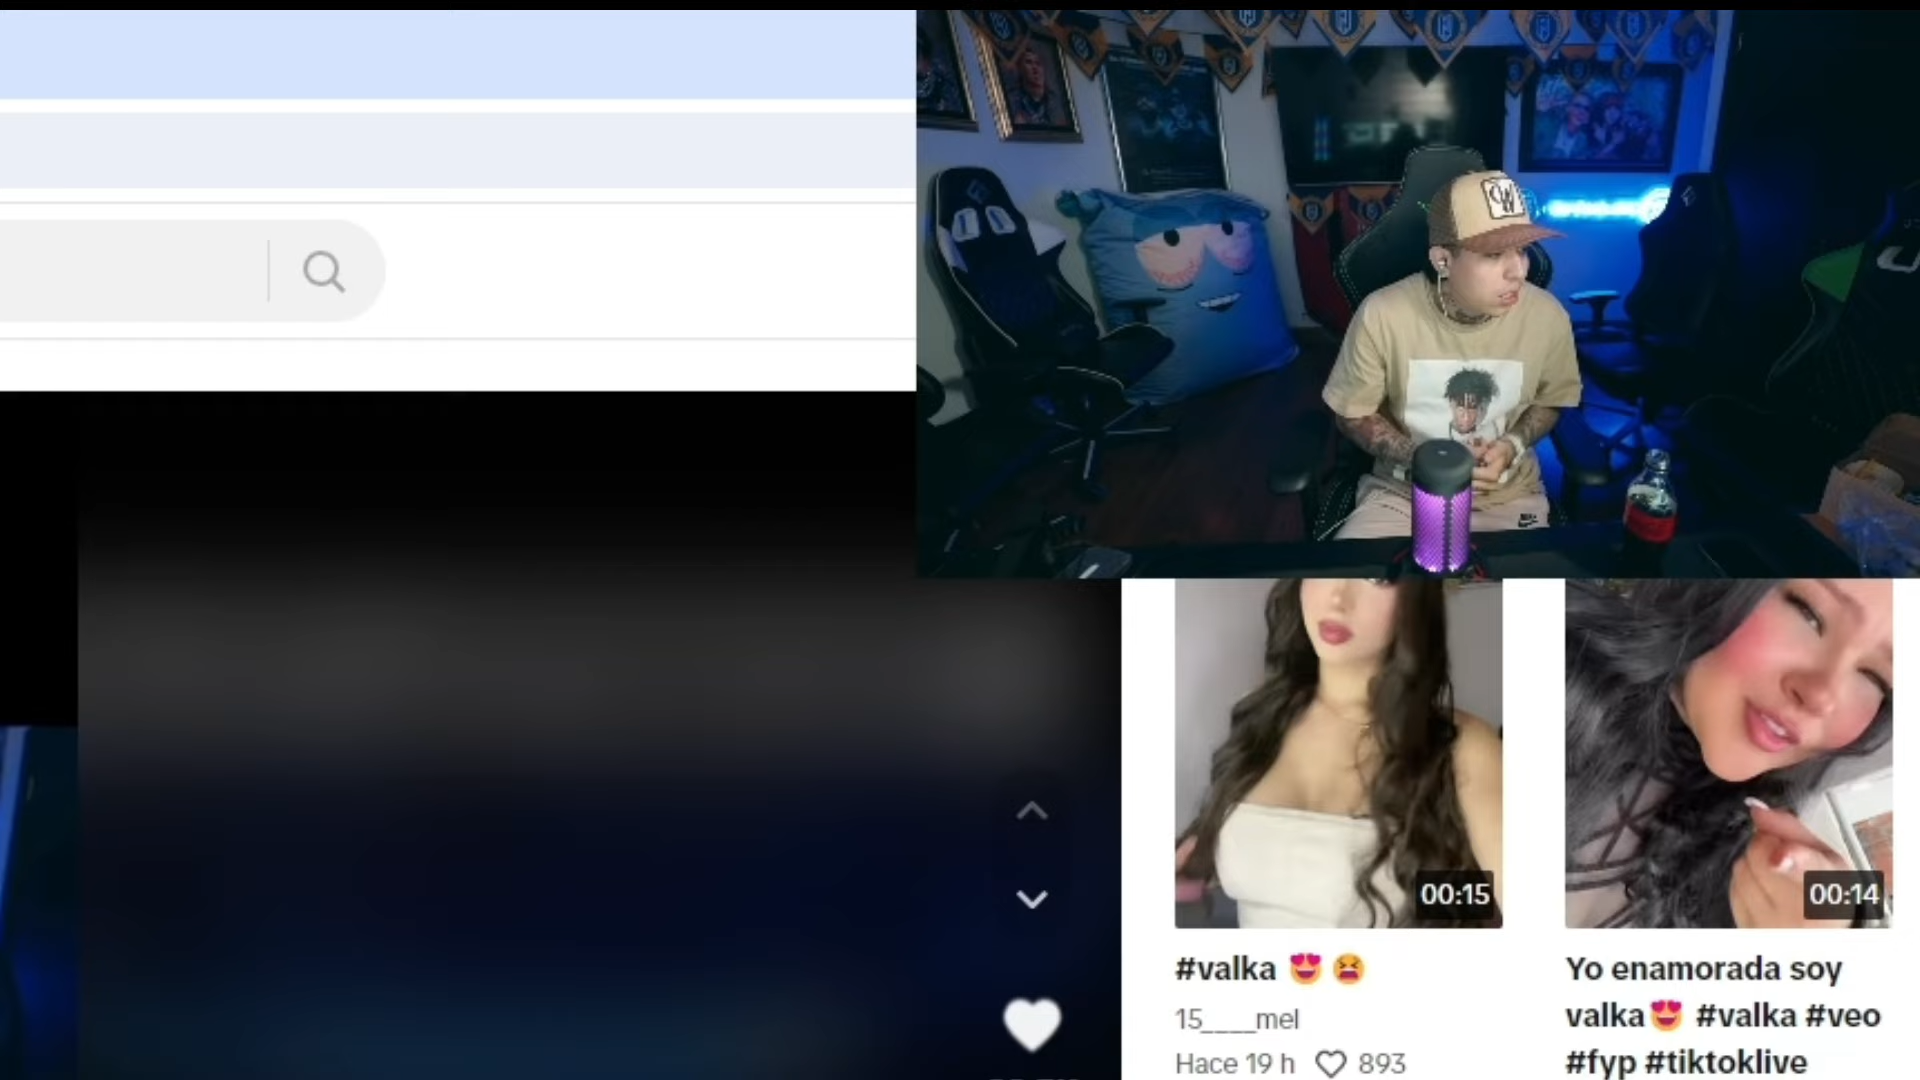 00:15
00:14
#valka 😍 😫
15____mel
Hace 19 h ♡ 893
Yo enamorada soy
valka😍 #valka #veo
#fyp #tiktoklive